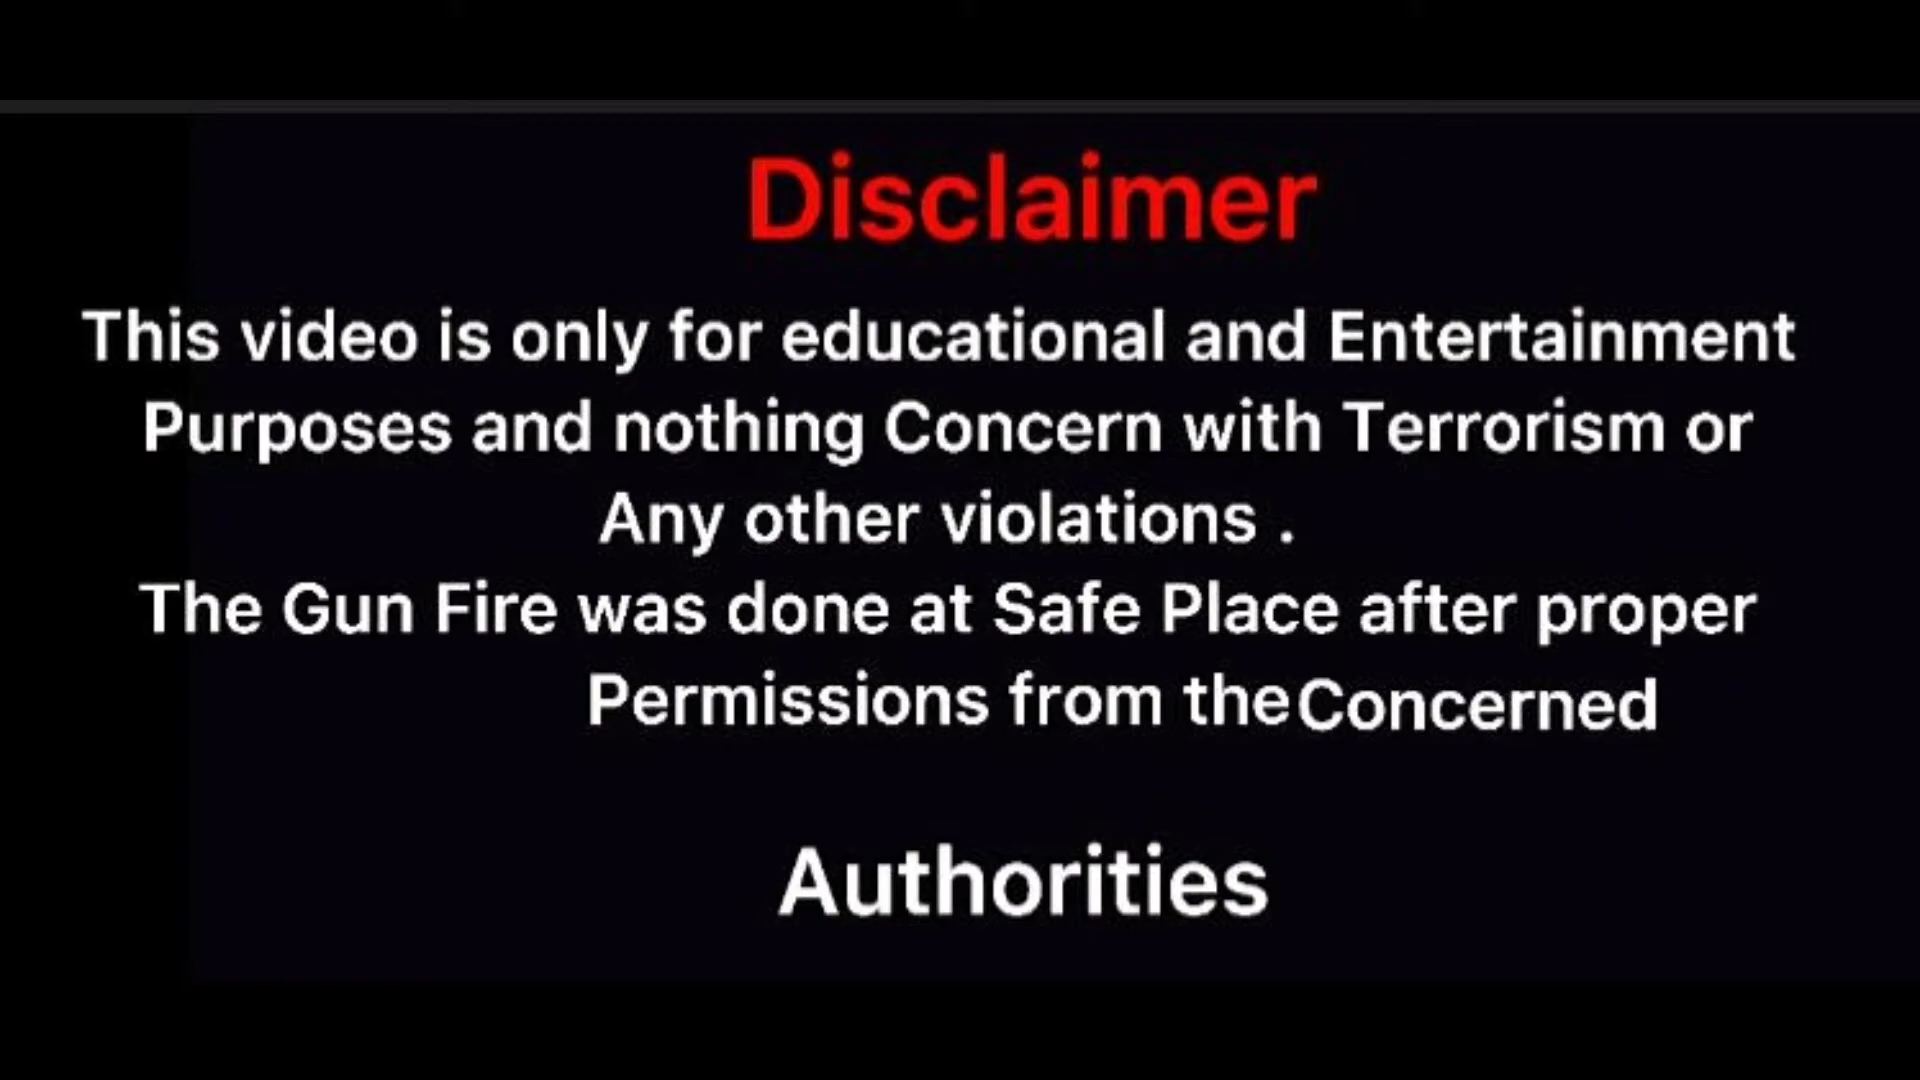 Disclaimer
This video is only for educational and Entertainment
Purposes and nothing Concern with Terrorism or
Any other violations .
The Gun Fire was done at Safe Place after proper
Permissions from the Concerned
Authorities